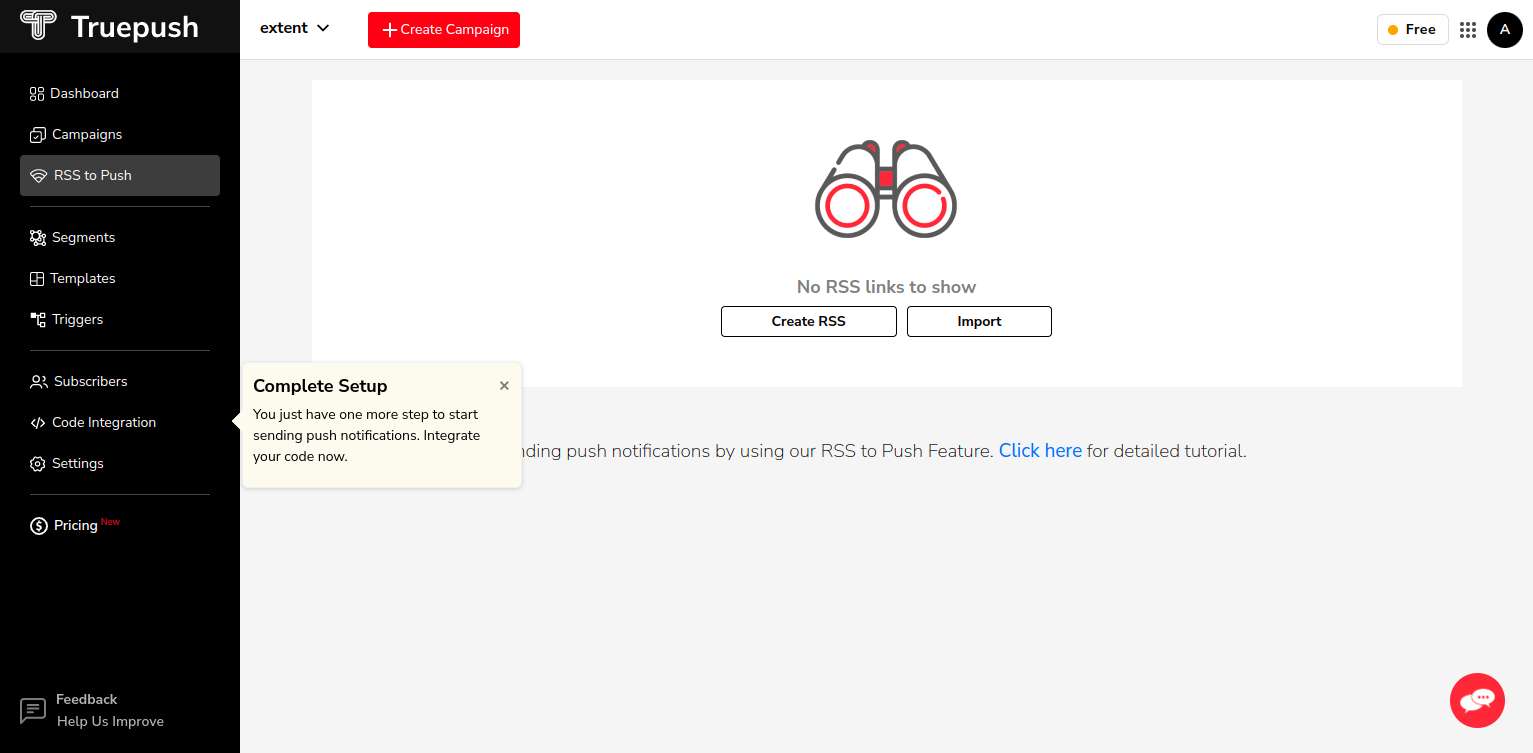 Truepush
extent
Create Campaign
Free
A
Dashboard
Campaigns
RSS to Push
Segments
Templates
Triggers
Subscribers
Code Integration
Settings
Pricing New
Feedback
Help Us Improve
No RSS links to show
Create RSS
Import
Complete Setup ×
You just have one more step to start
sending push notifications. Integrate
your code now.
nding push notifications by using our RSS to Push Feature. Click here for detailed tutorial.